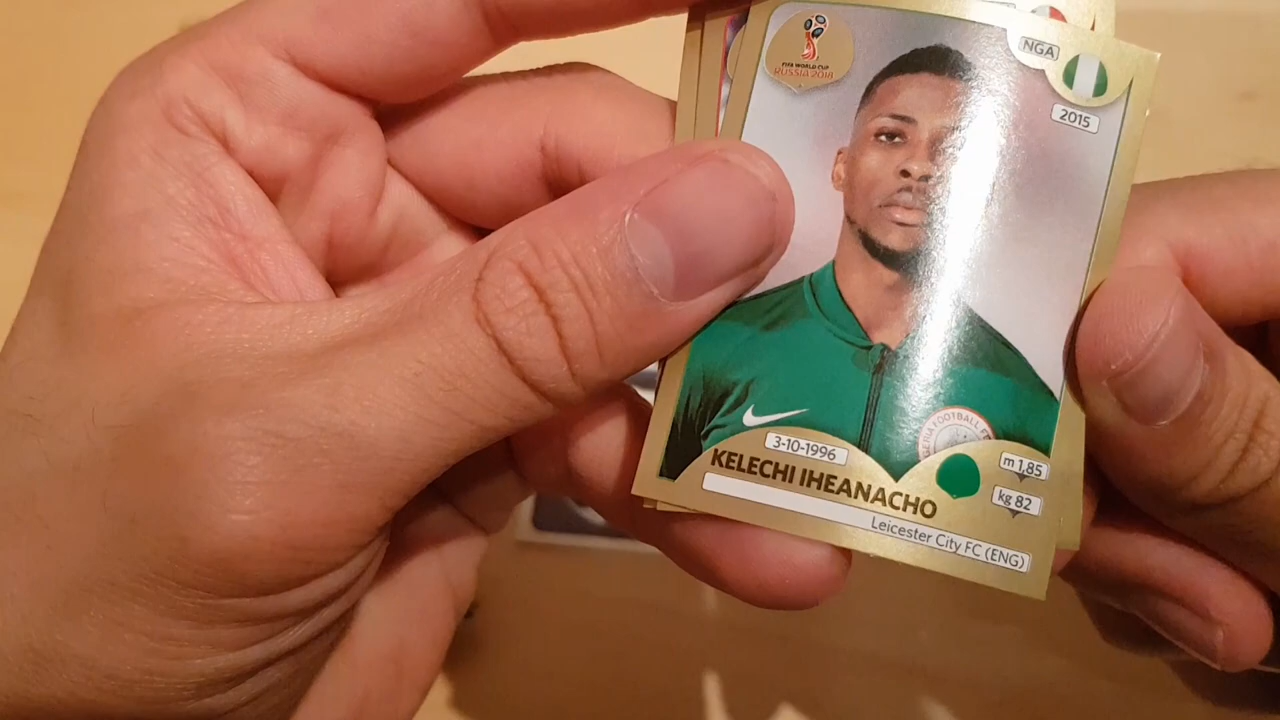 FIFA WORLD CUP
RUSSIA 2018
NGA
2015
3-10-1996
KELECHI IHEANACHO
m 1,85
kg 82
Leicester City FC (ENG)